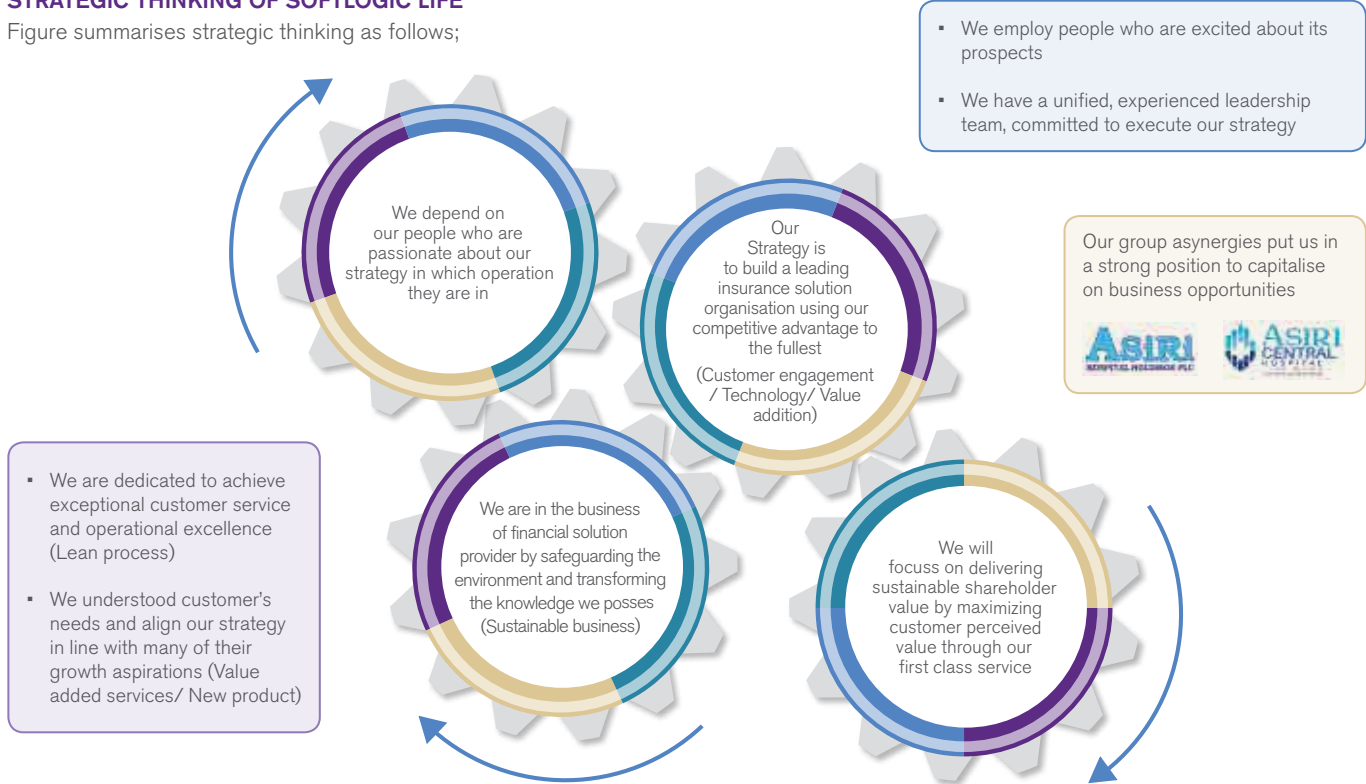 STRATEGIC THINKING OF SOFTLOGIC LIFE
Figure summarises strategic thinking as follows;
▪ We employ people who are excited about its
prospects
▪ We have a unified, experienced leadership
team, committed to execute our strategy
We depend on
our people who are
passionate about our
strategy in which operation
they are in
Our
Strategy is
to build a leading
insurance solution
organisation using our
competitive advantage to
the fullest
(Customer engagement
/ Technology/ Value
addition)
Our group asynergies put us in
a strong position to capitalise
on business opportunities
ASIRI
HOSPITAL HOLDINGS PLC
ASIRI
CENTRAL
HOSPITAL
▪ We are dedicated to achieve
exceptional customer service
and operational excellence
(Lean process)
▪ We understood customer's
needs and align our strategy
in line with many of their
growth aspirations (Value
added services/ New product)
We are in the business
of financial solution
provider by safeguarding the
environment and transforming
the knowledge we posses
(Sustainable business)
We will
focuss on delivering
sustainable shareholder
value by maximizing
customer perceived
value through our
first class service